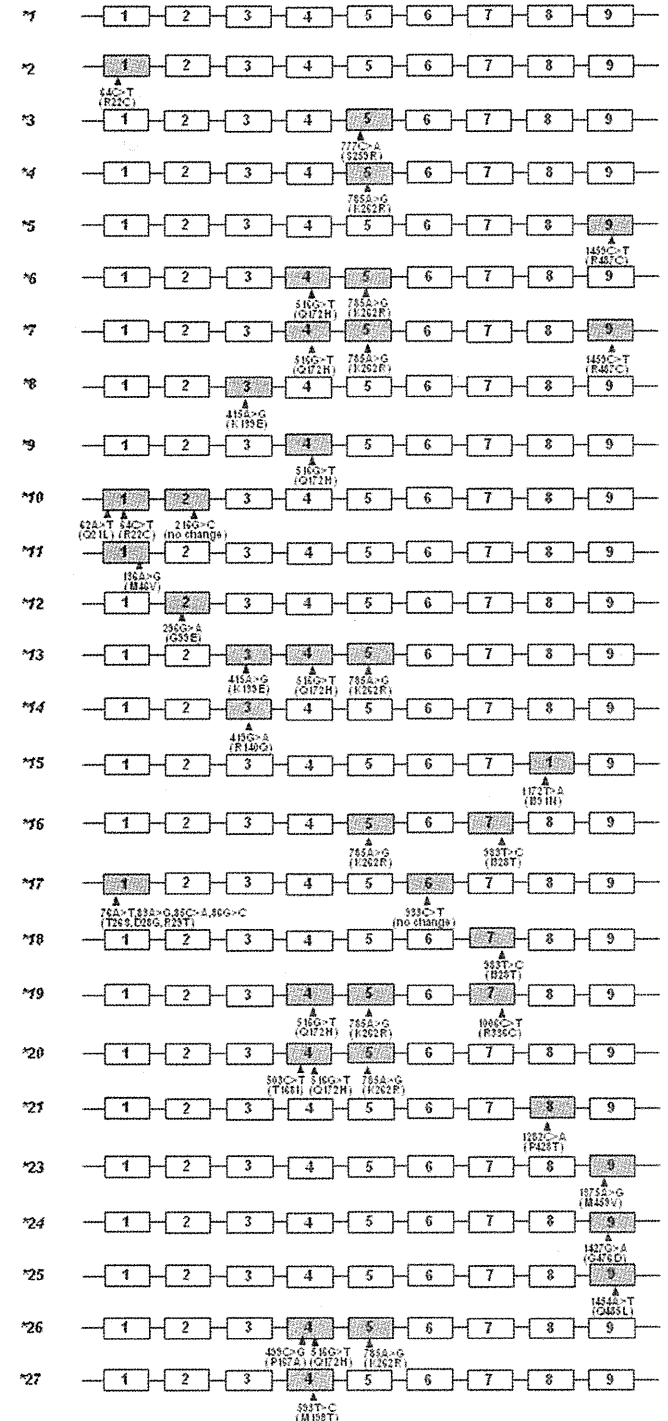 *1 1 2 3 4 5 6 7 8 9
*2 1 2 3 4 5 6 7 8 9
64C>T
(R22C)
*3 1 2 3 4 5 6 7 8 9
777C>A
(S259R)
*4 1 2 3 4 5 6 7 8 9
785A>G
(K262R)
*5 1 2 3 4 5 6 7 8 9
1459C>T
(R487C)
*6 1 2 3 4 5 6 7 8 9
516G>T 785A>G
(Q172H) (K262R)
*7 1 2 3 4 5 6 7 8 9
516G>T 785A>G 1459C>T
(Q172H) (K262R) (R487C)
*8 1 2 3 4 5 6 7 8 9
415A>G
(K139E)
*9 1 2 3 4 5 6 7 8 9
516G>T
(Q172H)
*10 1 2 3 4 5 6 7 8 9
62A>T 64C>T 216G>C
(Q21L) (R22C) (no change)
*11 1 2 3 4 5 6 7 8 9
136A>G
(M46V)
*12 1 2 3 4 5 6 7 8 9
296G>A
(G99E)
*13 1 2 3 4 5 6 7 8 9
415A>G 516G>T 785A>G
(K139E) (Q172H) (K262R)
*14 1 2 3 4 5 6 7 8 9
419G>A
(R140Q)
*15 1 2 3 4 5 6 7 1 9
1172T>A
(I391N)
*16 1 2 3 4 5 6 7 8 9
785A>G 983T>C
(K262R) (I328T)
*17 1 2 3 4 5 6 7 8 9
76A>T,83A>G,85C>A,86G>C
(T26S,D28G,R29T) (no change)
*18 1 2 3 4 5 6 7 8 9
983T>C
(I328T)
*19 1 2 3 4 5 6 7 8 9
516G>T 785A>G 1006C>T
(Q172H) (K262R) (R336C)
*20 1 2 3 4 5 6 7 8 9
503C>T 516G>T 785A>G
(T168I) (Q172H) (K262R)
*21 1 2 3 4 5 6 7 8 9
1282C>A
(P428T)
*23 1 2 3 4 5 6 7 8 9
(M459V)
*24 1 2 3 4 5 6 7 8 9
1427G>A
(G476D)
*25 1 2 3 4 5 6 7 8 9
1454A>T
(Q485L)
*26 1 2 3 4 5 6 7 8 9
499C>G 516G>T 785A>G
(P167A) (Q172H) (K262R)
*27 1 2 3 4 5 6 7 8 9
593T>C
(M198T)